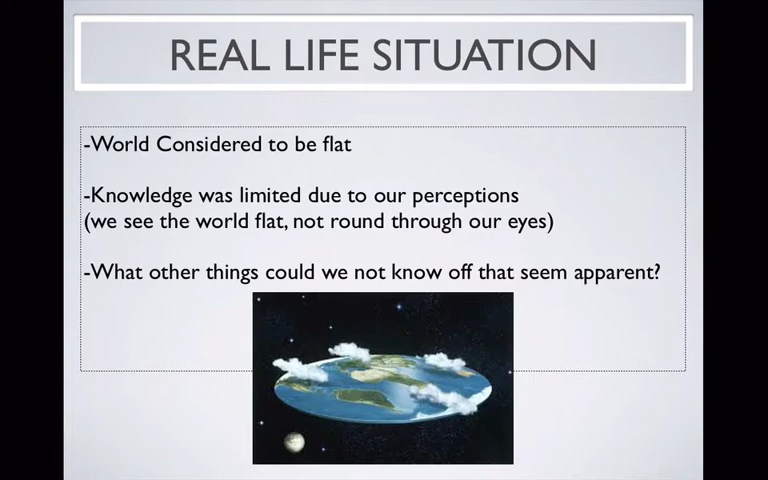 REAL LIFE SITUATION
-World Considered to be flat
-Knowledge was limited due to our perceptions
(we see the world flat, not round through our eyes)
-What other things could we not know off that seem apparent?